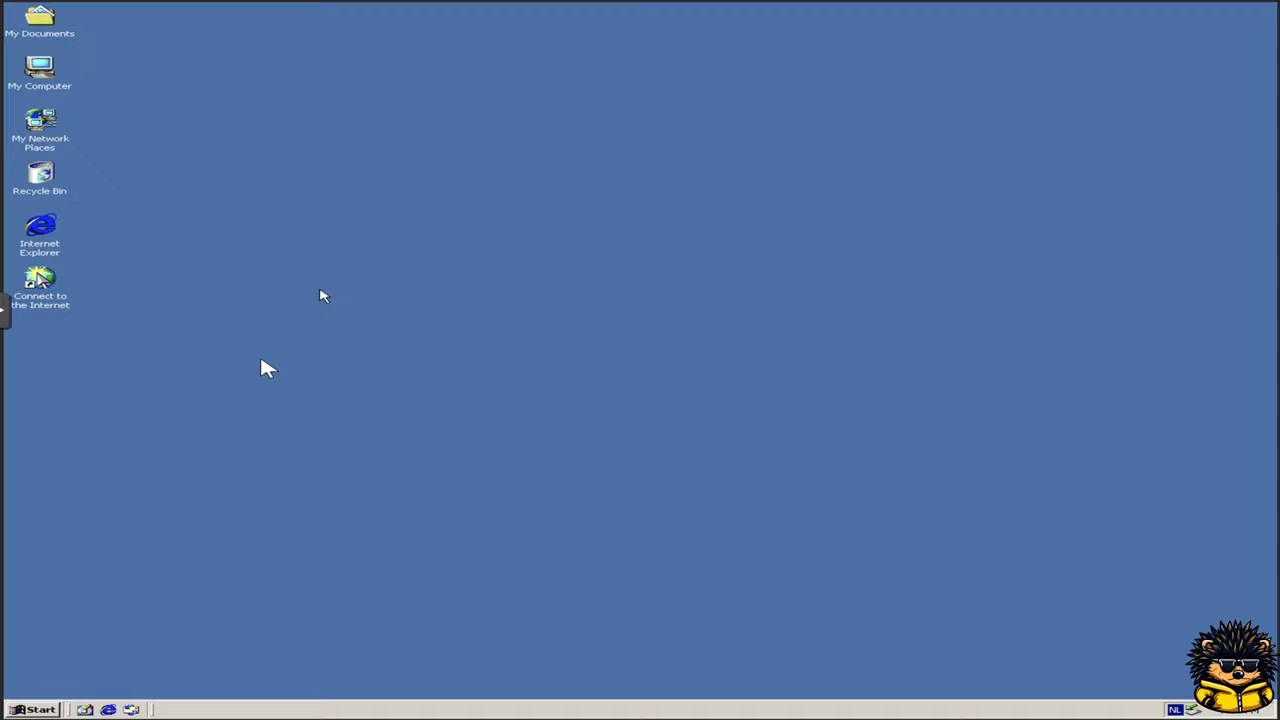 My Documents
My Computer
My Network
Places
Recycle Bin
Internet
Explorer
Connect to
the Internet
Start
NL